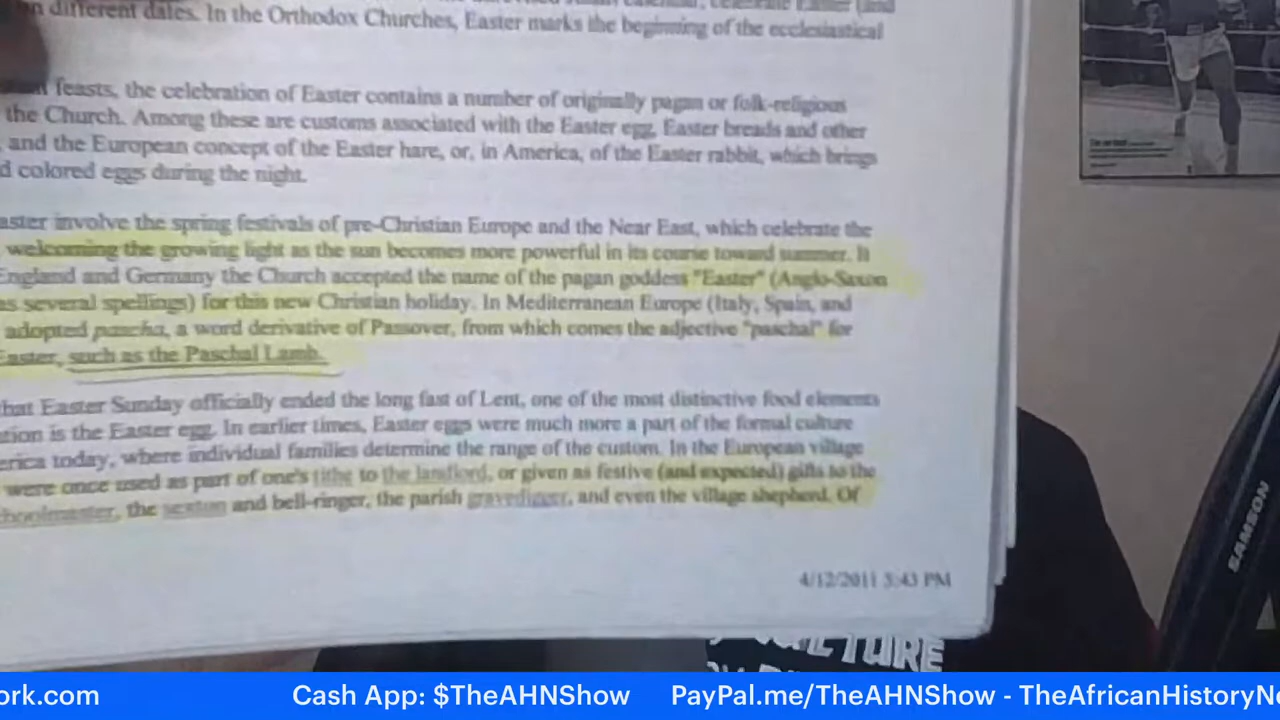 different dates. In the Orthodox Churches, Easter marks the beginning of the ecclesiastical
feasts, the celebration of Easter contains a number of originally pagan or folk-religious
the Church. Among these are customs associated with the Easter egg, Easter breads and other
, and the European concept of the Easter hare, or, in America, of the Easter rabbit, which brings
d colored eggs during the night.
aster involve the spring festivals of pre-Christian Europe and the Near East, which celebrate the
welcoming the growing light as the sun becomes more powerful in its course toward summer. It
England and Germany the Church accepted the name of the pagan goddess "Easter" (Anglo-Saxon
as several spellings) for this new Christian holiday. In Mediterranean Europe (Italy, Spain, and
adopted pascha, a word derivative of Passover, from which comes the adjective "paschal" for
Easter, such as the Paschal Lamb.
that Easter Sunday officially ended the long fast of Lent, one of the most distinctive food elements
tion is the Easter egg. In earlier times, Easter eggs were much more a part of the formal culture
erica today, where individual families determine the range of the custom. In the European village
were once used as part of one's tithe to the landlord, or given as festive (and expected) gifts to the
choolmaster, the sexton and bell-ringer, the parish gravedigger, and even the village shepherd. Of
4/12/2011 3:43 PM
SAMSON
CULTURE
ork.com Cash App: $TheAHNShow PayPal.me/TheAHNShow - TheAfricanHistoryNe